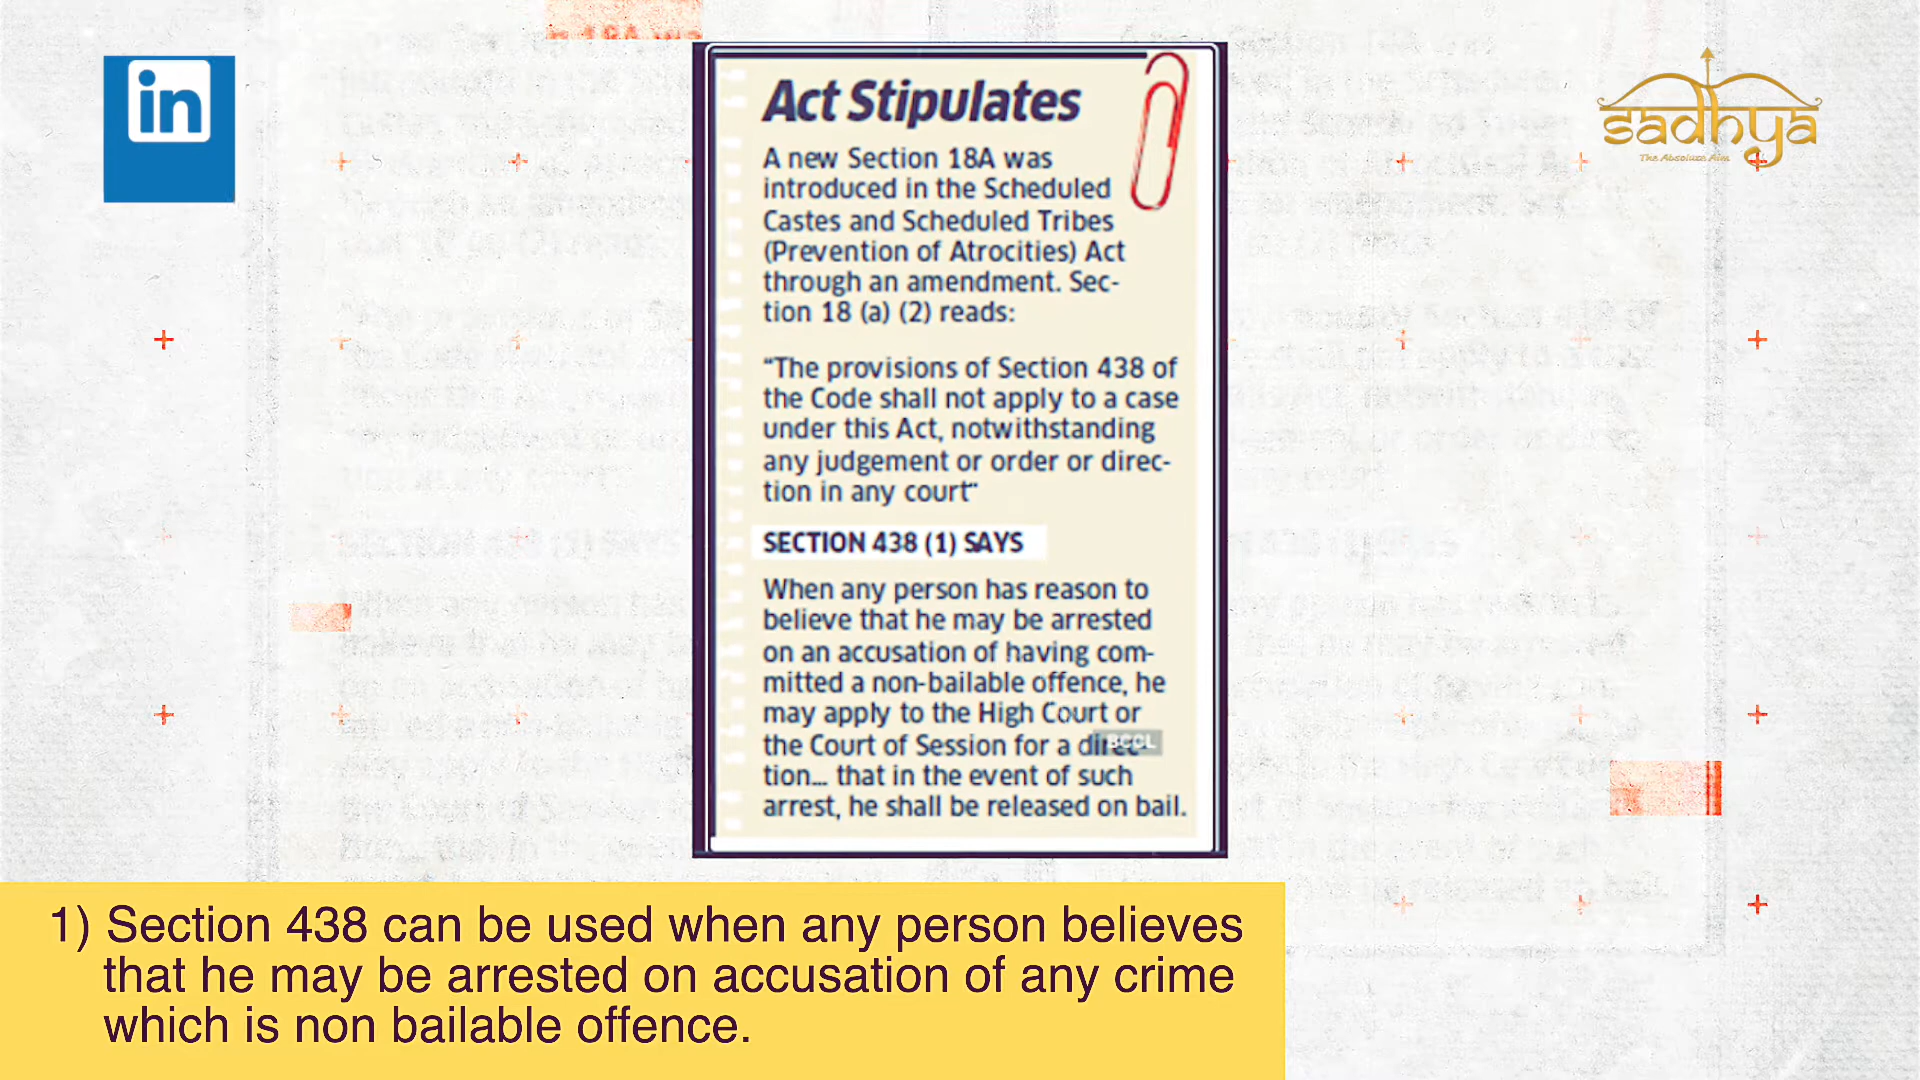 in
sadhya
The Absolute Aim
Act Stipulates
A new Section 18A was
introduced in the Scheduled
Castes and Scheduled Tribes
(Prevention of Atrocities) Act
through an amendment. Sec-
tion 18 (a) (2) reads:
"The provisions of Section 438 of
the Code shall not apply to a case
under this Act, notwithstanding
any judgement or order or direc-
tion in any court"
SECTION 438 (1) SAYS
When any person has reason to
believe that he may be arrested
on an accusation of having com-
mitted a non-bailable offence, he
may apply to the High Court or
the Court of Session for a direc-
tion... that in the event of such
arrest, he shall be released on bail.
BCCL
1) Section 438 can be used when any person believes
that he may be arrested on accusation of any crime
which is non bailable offence.